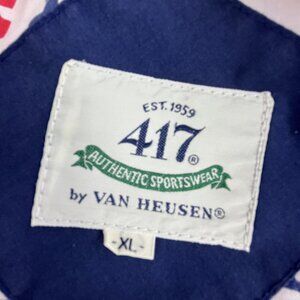 EST. 1959
417®
AUTHENTIC SPORTSWEAR
by VAN HEUSEN®
-XL-